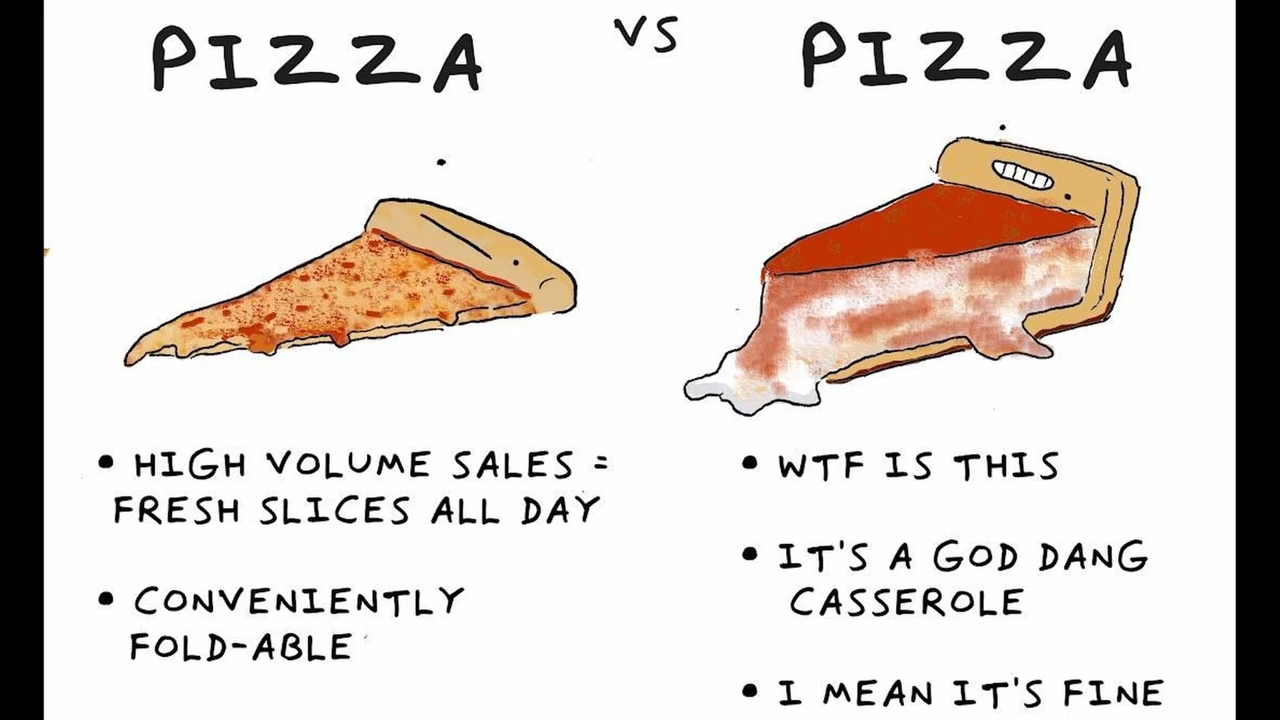 PIZZA VS PIZZA
• HIGH VOLUME SALES =
FRESH SLICES ALL DAY
• CONVENIENTLY
FOLD-ABLE
• WTF IS THIS
• IT'S A GOD DANG
CASSEROLE
• I MEAN IT'S FINE